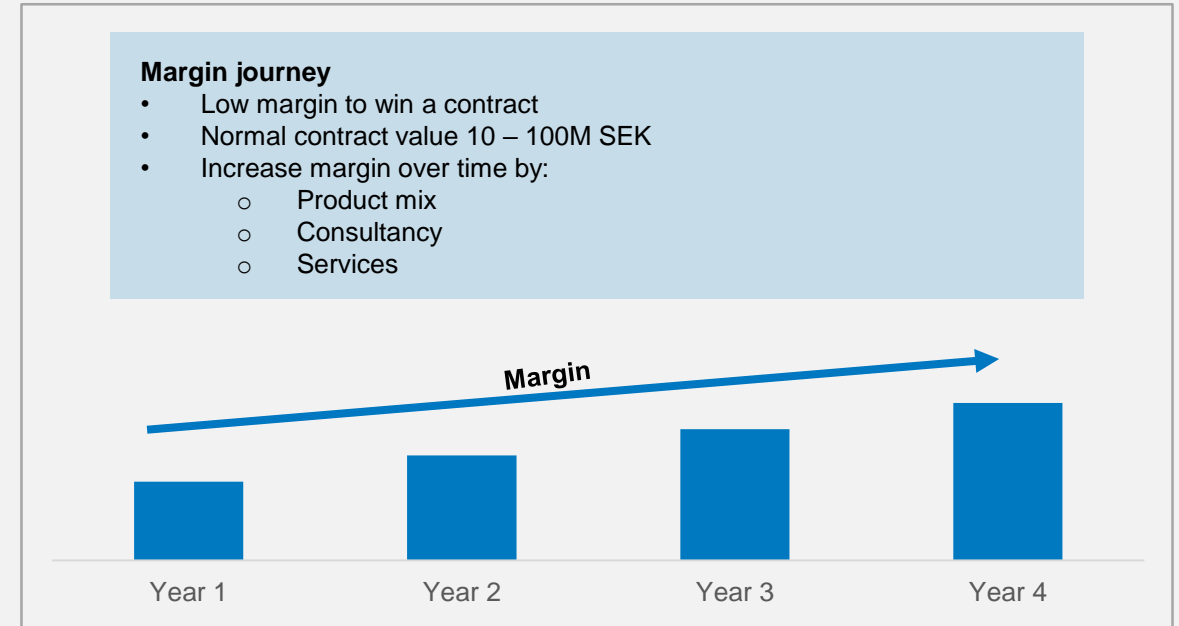 Margin journey
• Low margin to win a contract
• Normal contract value 10 – 100M SEK
• Increase margin over time by:
o Product mix
o Consultancy
o Services
Margin
Year 1
Year 2
Year 3
Year 4